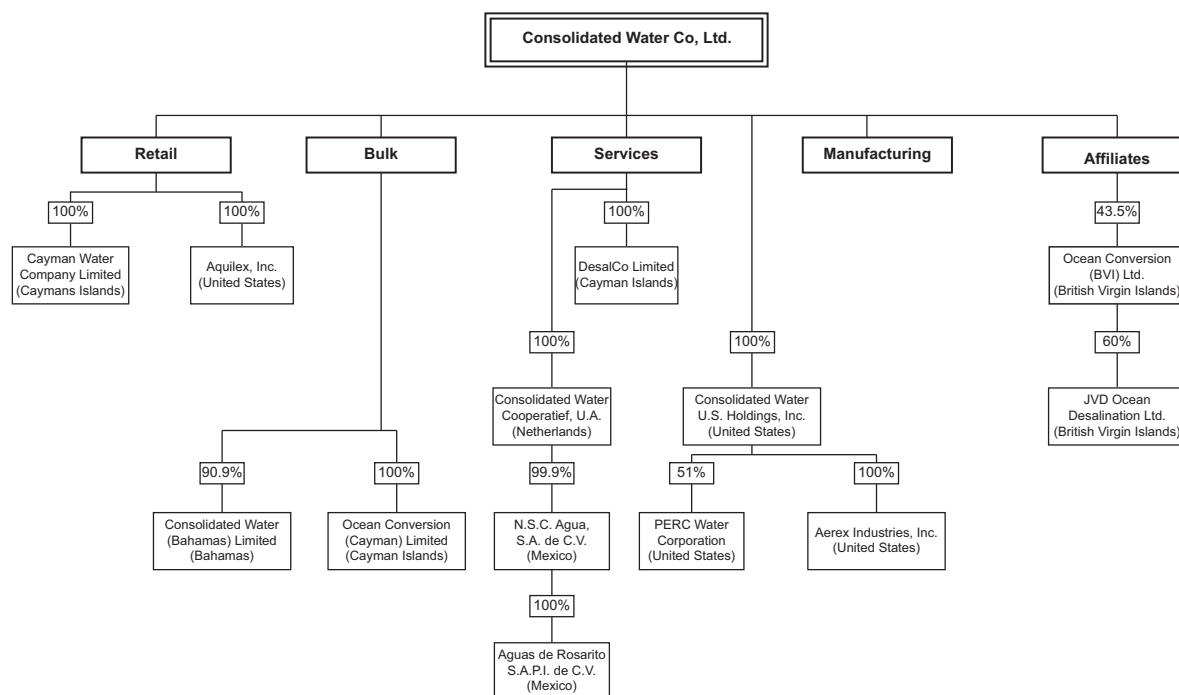 Consolidated Water Co, Ltd.
Retail
Bulk
Services
Manufacturing
Affiliates
100%
100%
100%
43.5%
Cayman Water
Company Limited
(Caymans Islands)
Aquilex, Inc.
(United States)
DesalCo Limited
(Cayman Islands)
Ocean Conversion
(BVI) Ltd.
(British Virgin Islands)
100%
100%
60%
Consolidated Water
Cooperatief, U.A.
(Netherlands)
Consolidated Water
U.S. Holdings, Inc.
(United States)
JVD Ocean
Desalination Ltd.
(British Virgin Islands)
90.9%
100%
99.9%
51%
100%
Consolidated Water
(Bahamas) Limited
(Bahamas)
Ocean Conversion
(Cayman) Limited
(Cayman Islands)
N.S.C. Agua,
S.A. de C.V.
(Mexico)
PERC Water
Corporation
(United States)
Aerex Industries, Inc.
(United States)
100%
Aguas de Rosarito
S.A.P.I. de C.V.
(Mexico)